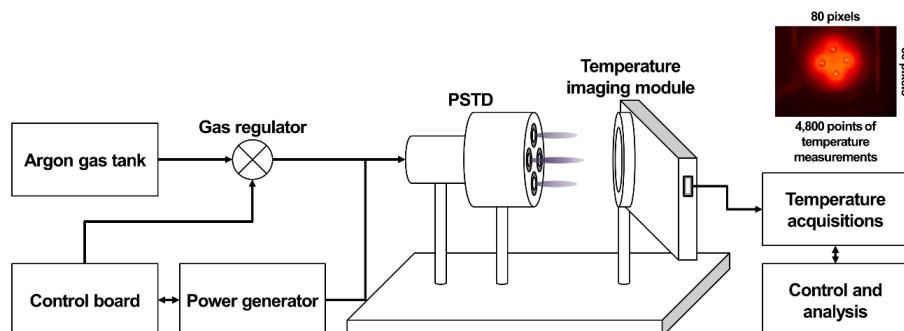 80 pixels
4,800 points of
temperature
measurements
Temperature
imaging module
PSTD
Gas regulator
Argon gas tank
Temperature
acquisitions
Control board
Power generator
Control and
analysis